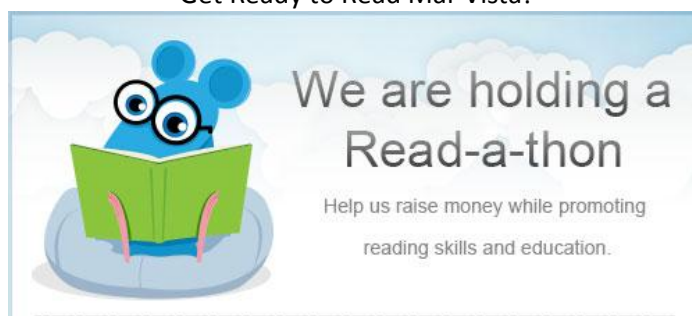 Get Ready to Read Mar Vista!
We are holding a
Read-a-thon
Help us raise money while promoting
reading skills and education.